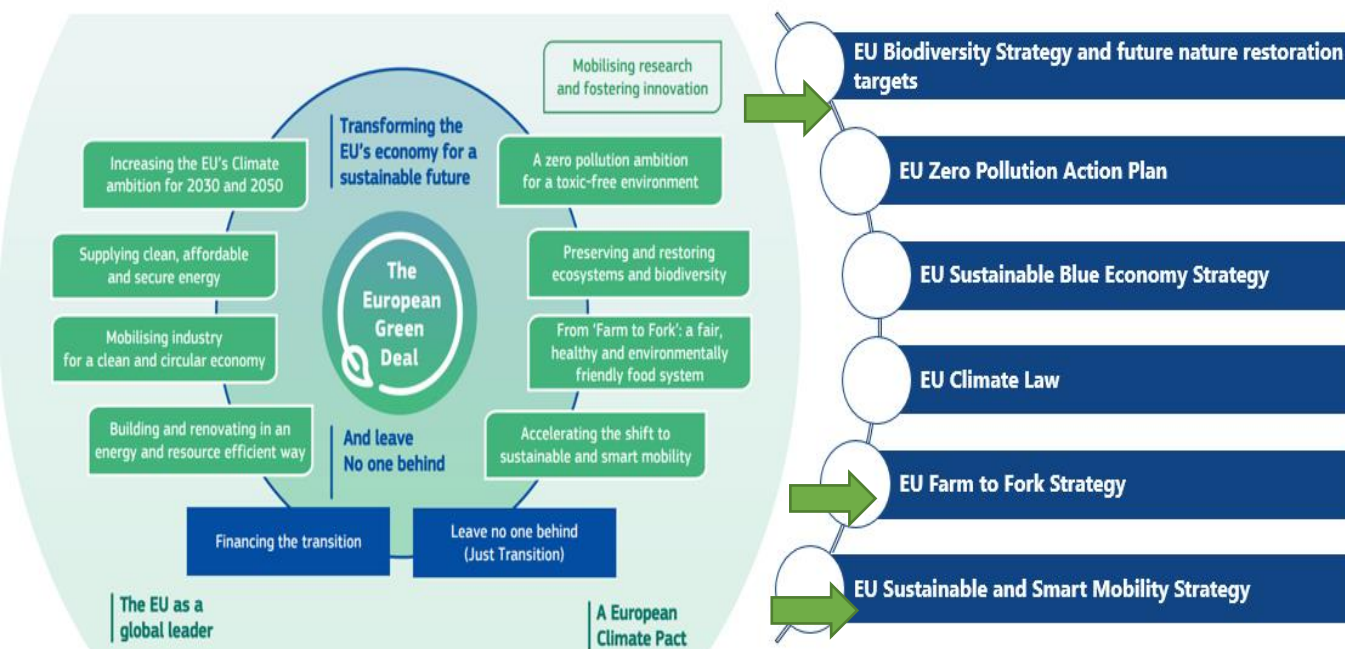 Mobilising research
and fostering innovation
Transforming the
EU's economy for a
sustainable future
Increasing the EU's Climate
ambition for 2030 and 2050
A zero pollution ambition
for a toxic-free environment
Supplying clean, affordable
and secure energy
Preserving and restoring
ecosystems and biodiversity
The
European
Green
Deal
Mobilising industry
for a clean and circular economy
From 'Farm to Fork': a fair,
healthy and environmentally
friendly food system
Building and renovating in an
energy and resource efficient way
And leave
No one behind
Accelerating the shift to
sustainable and smart mobility
Financing the transition
Leave no one behind
(Just Transition)
The EU as a
global leader
A European
Climate Pact
EU Biodiversity Strategy and future nature restoration
targets
EU Zero Pollution Action Plan
EU Sustainable Blue Economy Strategy
EU Climate Law
EU Farm to Fork Strategy
EU Sustainable and Smart Mobility Strategy